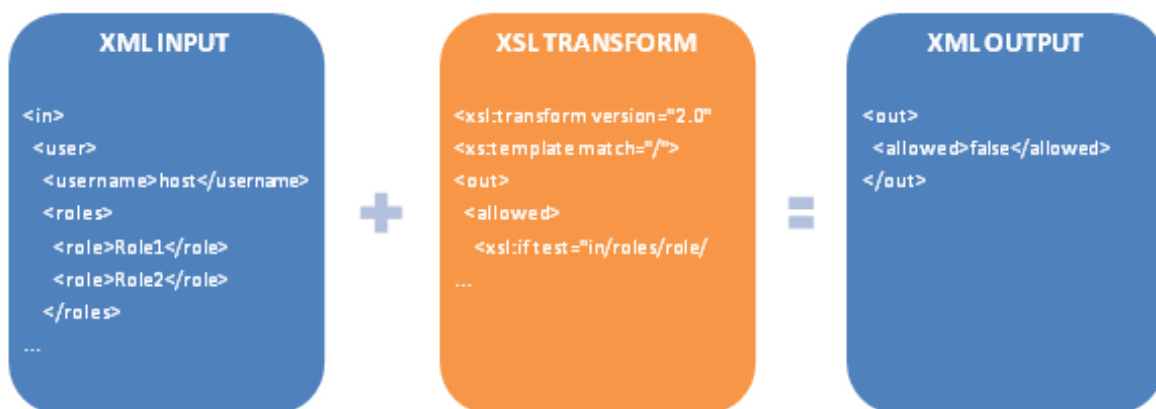 XML INPUT
<in>
<user>
<username>host</username>
<roles>
<role>Role1</role>
<role>Role2</role>
</roles>
...
XSL TRANSFORM
<xsl:transform version="2.0"
<xs:template match="/">
<out>
<allowed>
<xsl:if test="in/roles/role/
...
XML OUTPUT
<out>
<allowed>false</allowed>
</out>